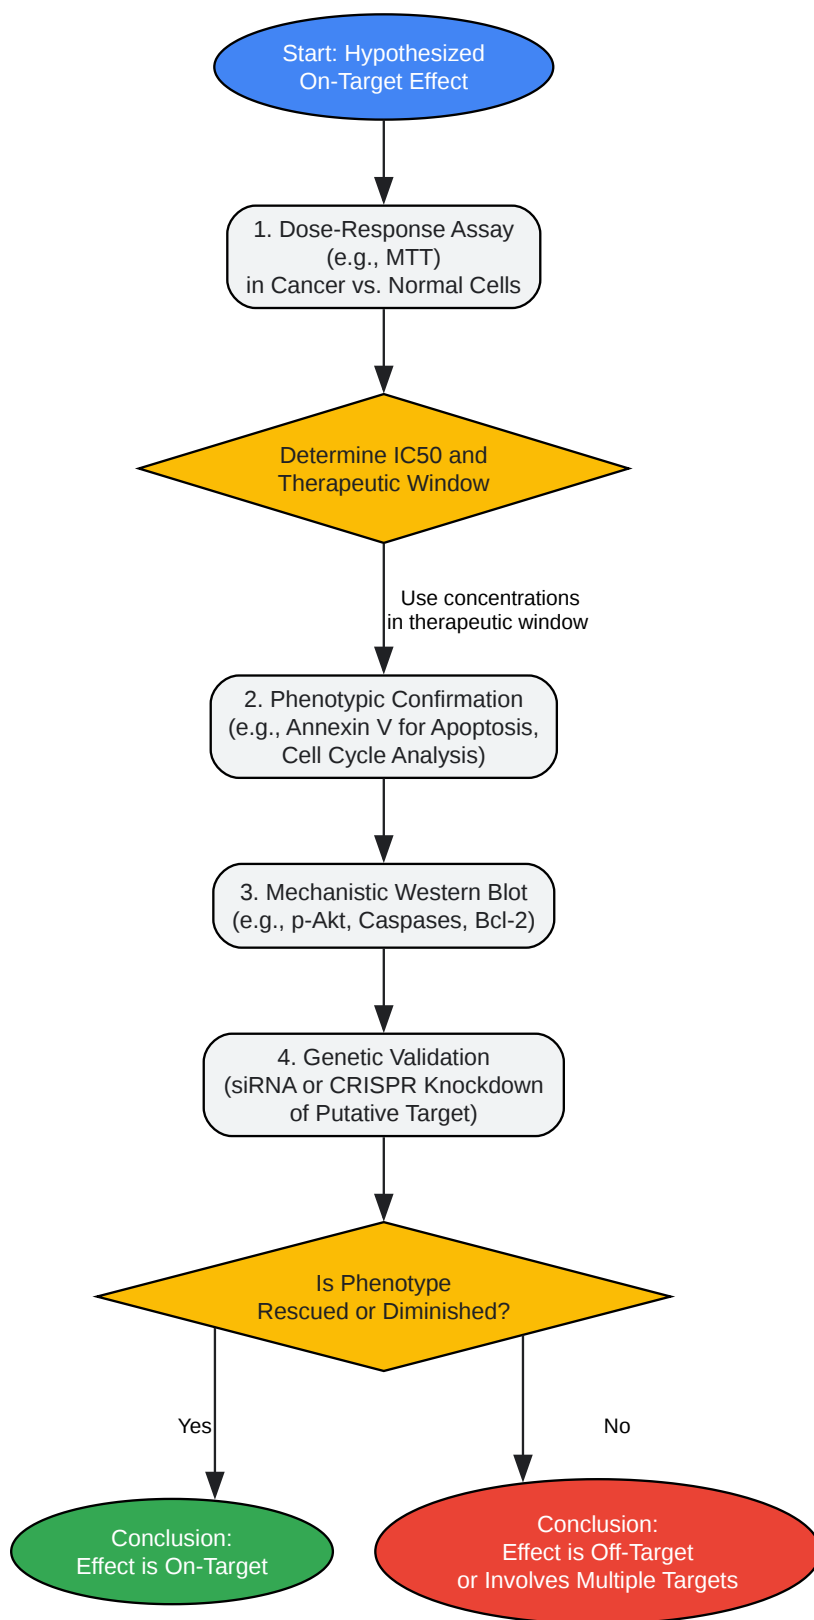 Start: Hypothesized
On-Target Effect
1. Dose-Response Assay
(e.g., MTT)
in Cancer vs. Normal Cells
Determine IC50 and
Therapeutic Window
Use concentrations
in therapeutic window
2. Phenotypic Confirmation
(e.g., Annexin V for Apoptosis,
Cell Cycle Analysis)
3. Mechanistic Western Blot
(e.g., p-Akt, Caspases, Bcl-2)
4. Genetic Validation
(siRNA or CRISPR Knockdown
of Putative Target)
Is Phenotype
Rescued or Diminished?
Yes
No
Conclusion:
Effect is On-Target
Conclusion:
Effect is Off-Target
or Involves Multiple Targets